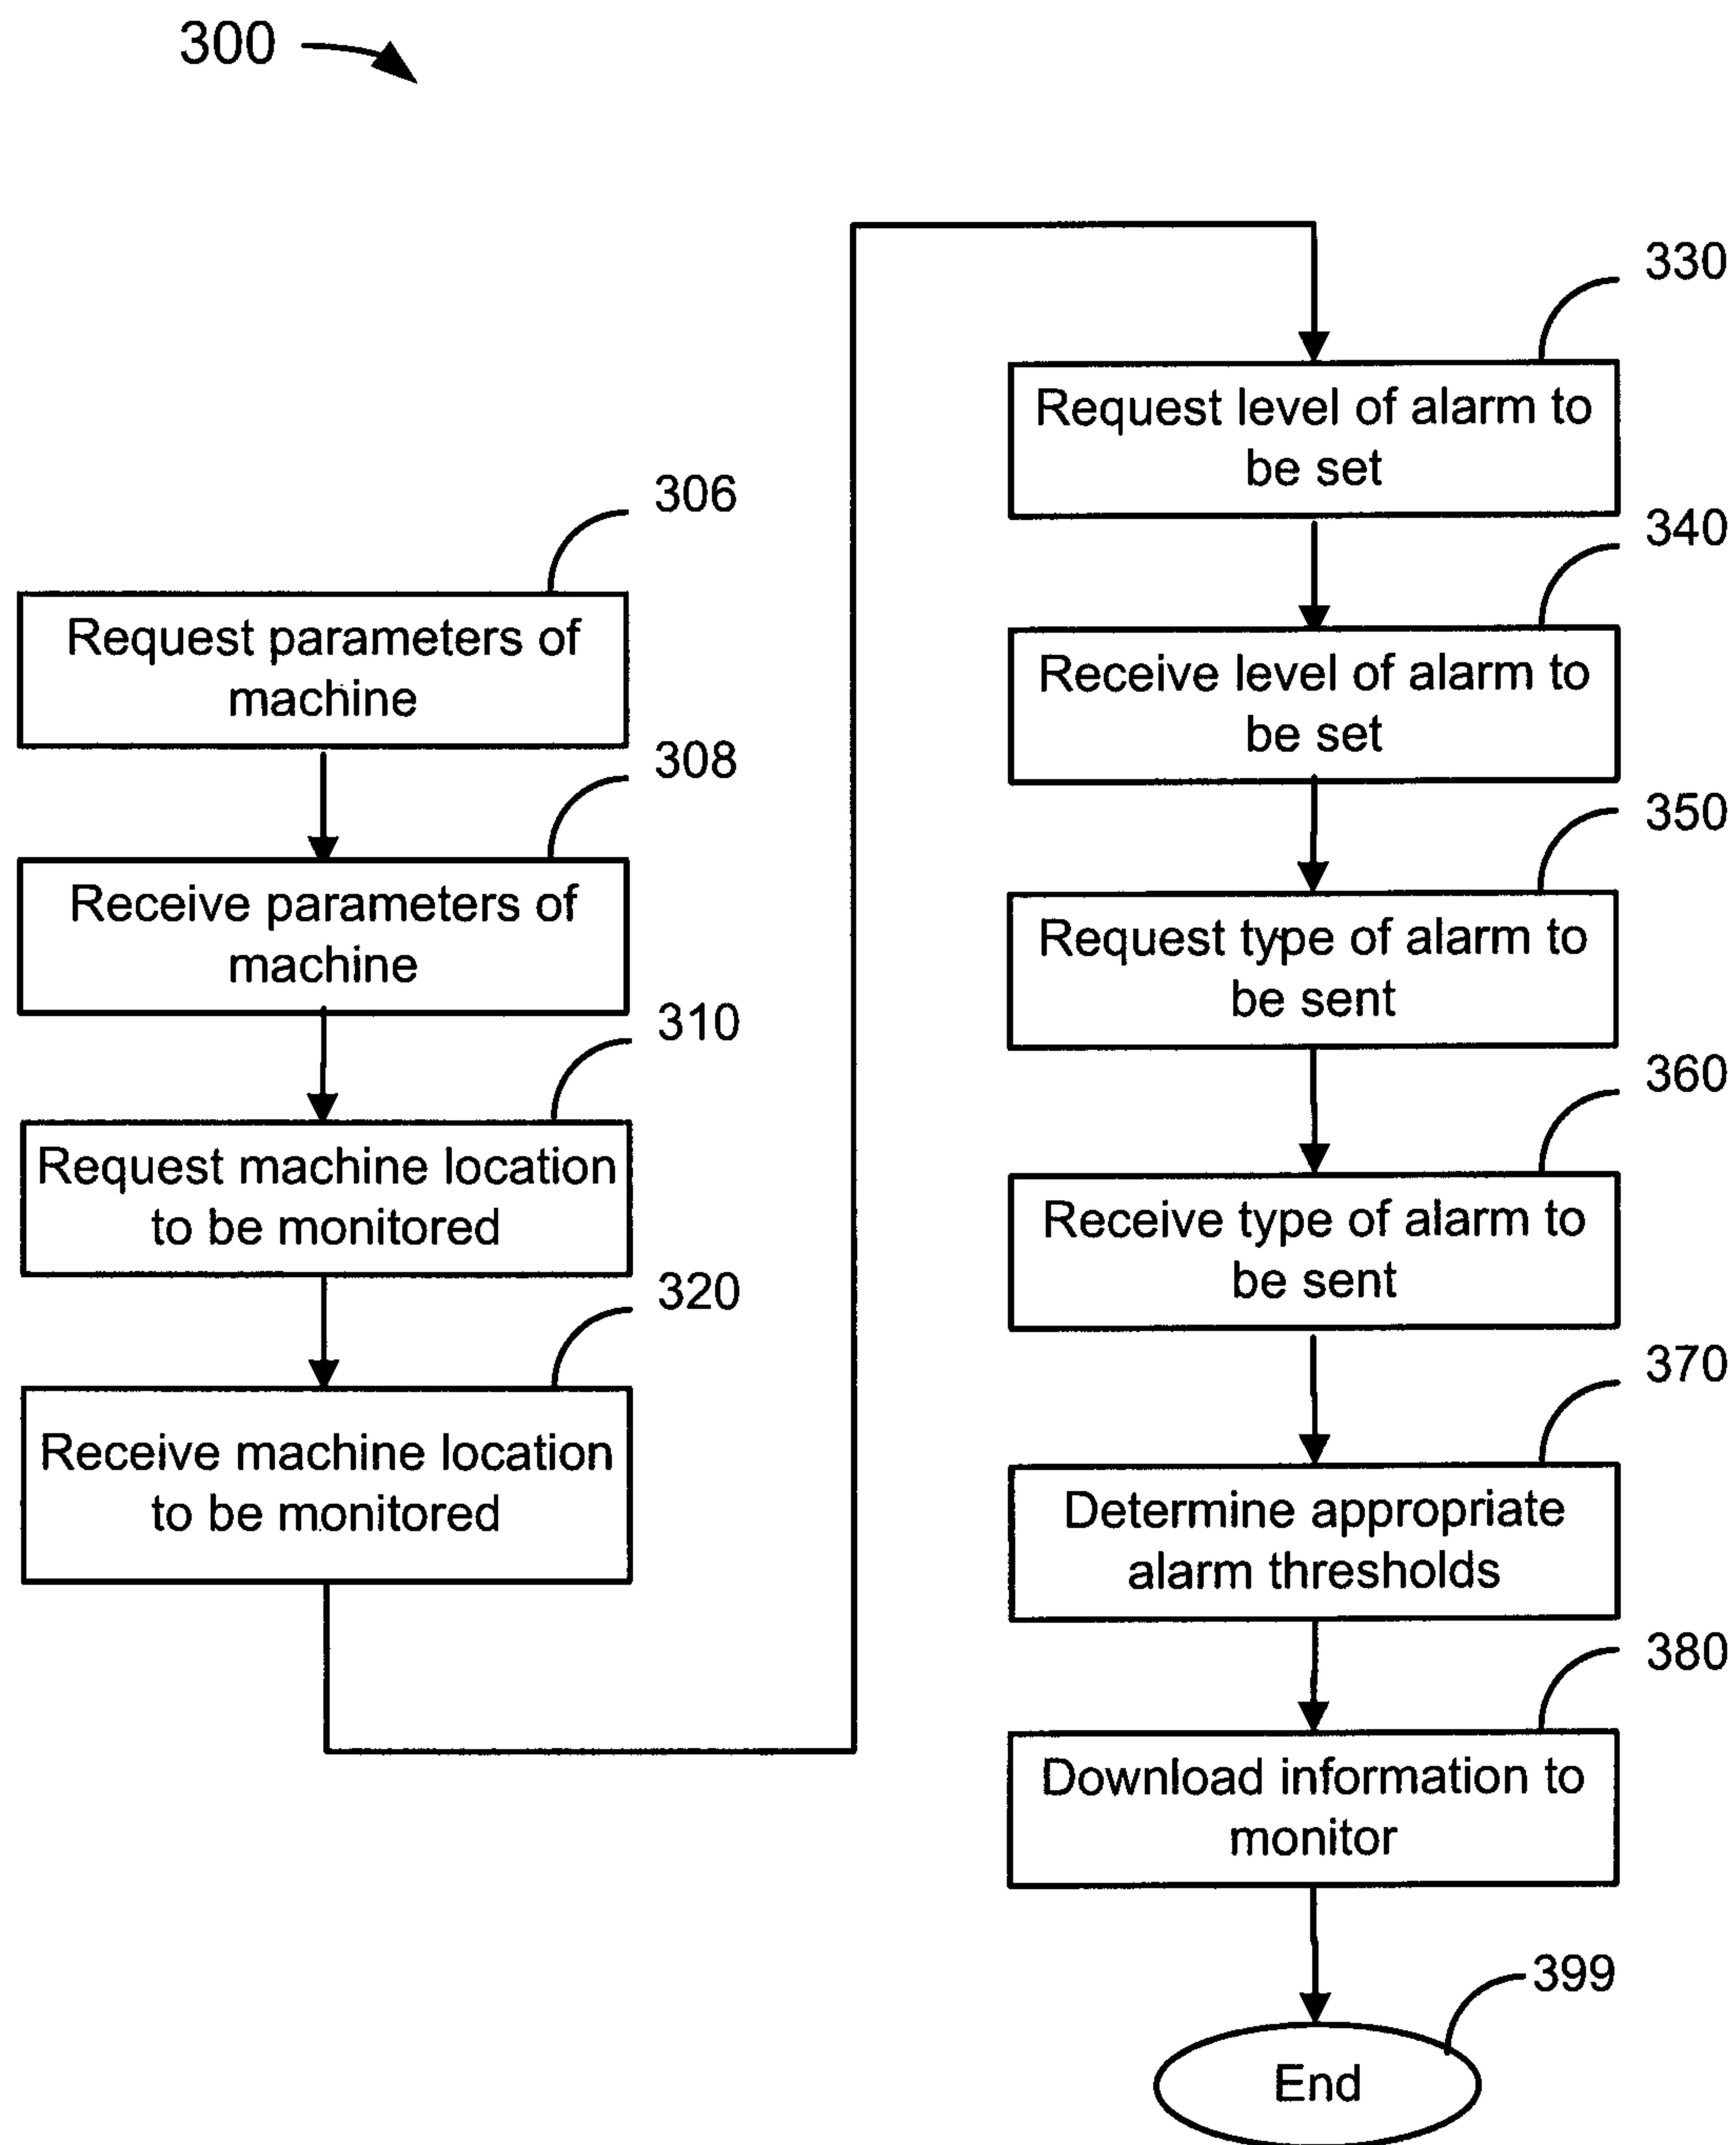 300
306
Request parameters of
machine
308
Receive parameters of
machine
310
Request machine location
to be monitored
320
Receive machine location
to be monitored
330
Request level of alarm to
be set
340
Receive level of alarm to
be set
350
Request type of alarm to
be sent
360
Receive type of alarm to
be sent
370
Determine appropriate
alarm thresholds
380
Download information to
monitor
399
End